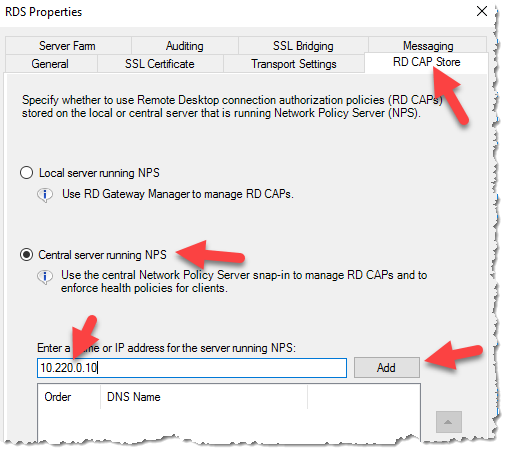 RDS Properties
Server Farm Auditing SSL Bridging Messaging
General SSL Certificate Transport Settings RD CAP Store
Specify whether to use Remote Desktop connection authorization policies (RD CAPs)
stored on the local or central server that is running Network Policy Server (NPS).
Local server running NPS
Use RD Gateway Manager to manage RD CAPs.
Central server running NPS
Use the central Network Policy Server snap-in to manage RD CAPs and to
enforce health policies for clients.
Enter a name or IP address for the server running NPS:
10.220.0.10 Add
Order DNS Name